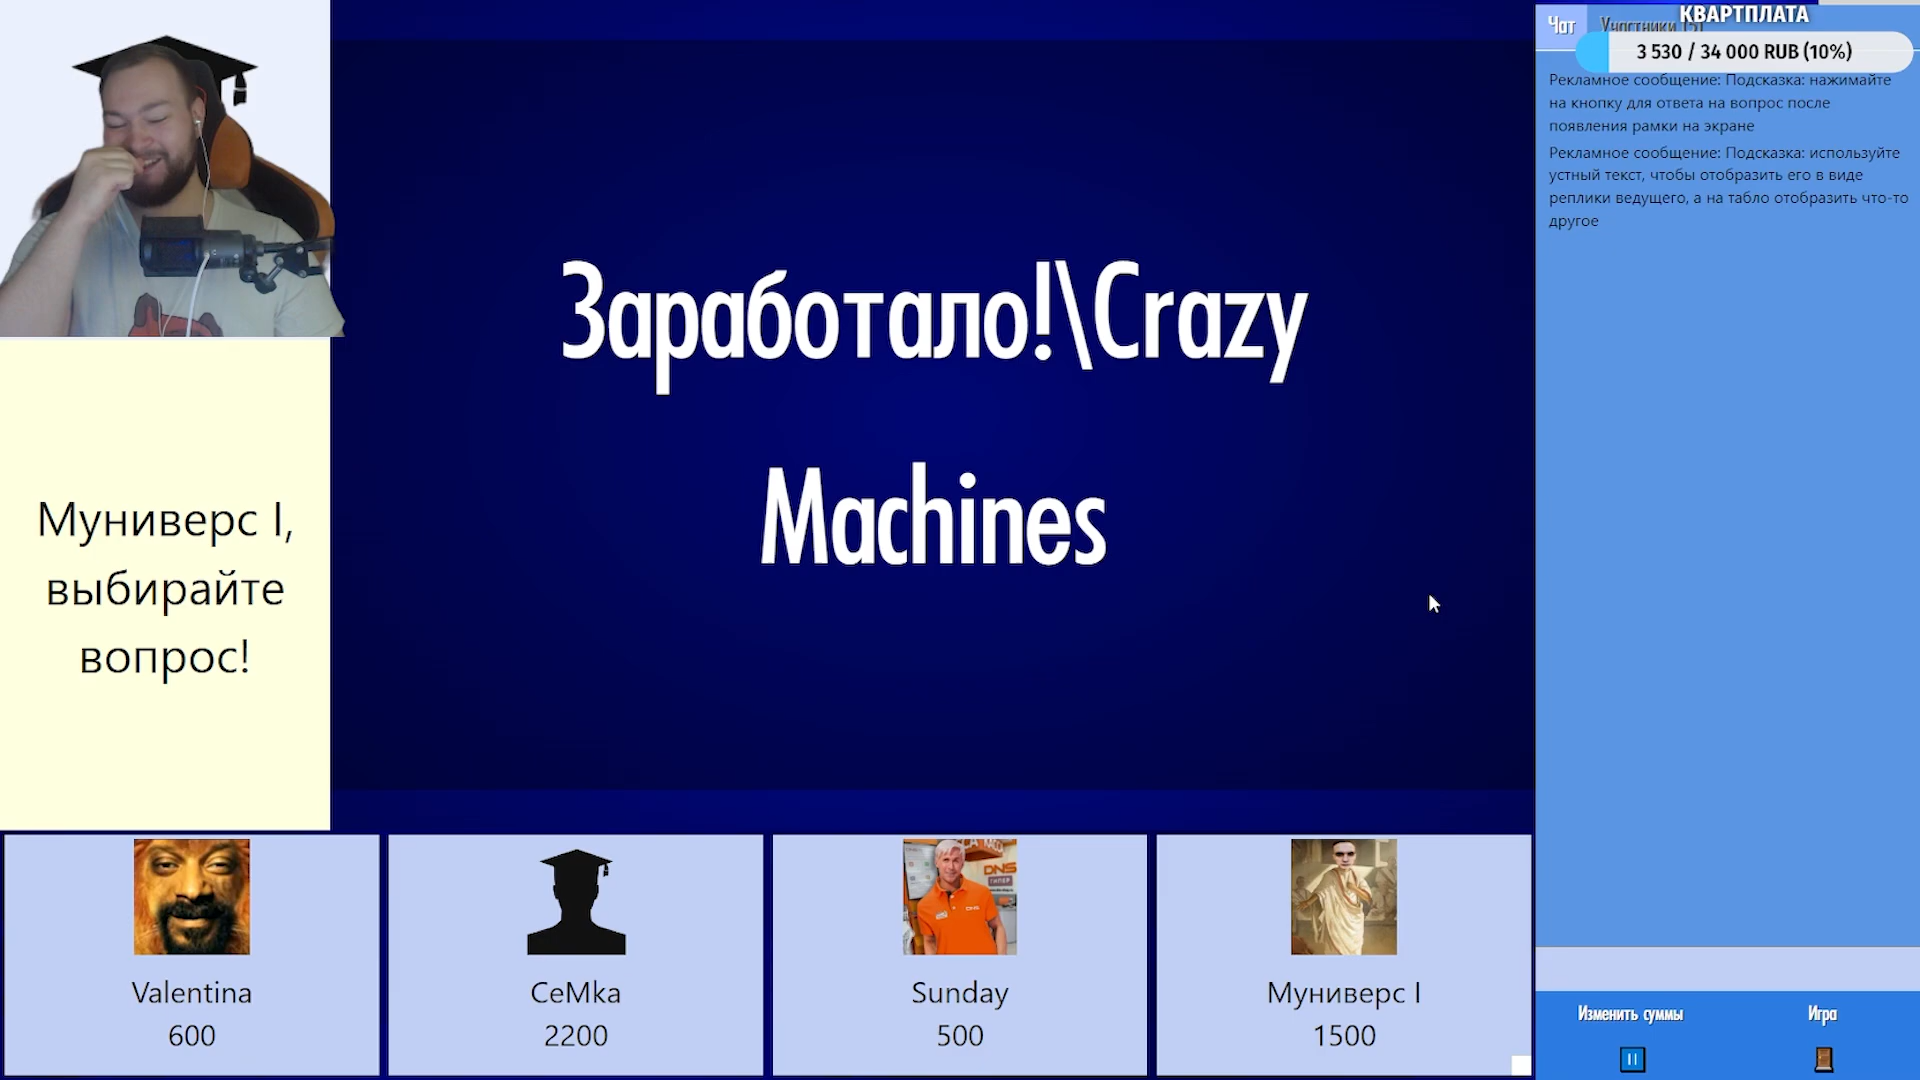 КВАРТПЛАТА
Чат
Участники
3 530 / 34 000 RUB (10%)
Рекламное сообщение: Подсказка: нажимайте
на кнопку для ответа на вопрос после
появления рамки на экране
Рекламное сообщение: Подсказка: используйте
устный текст, чтобы отобразить его в виде
реплики ведущего, а на табло отобразить что-то
другое
Заработало!\Crazy
Machines
Муниверс I,
выбирайте
вопрос!
DNS
ГИПЕР
Valentina
600
CeMka
2200
Sunday
500
Муниверс I
1500
Изменить суммы
Игра